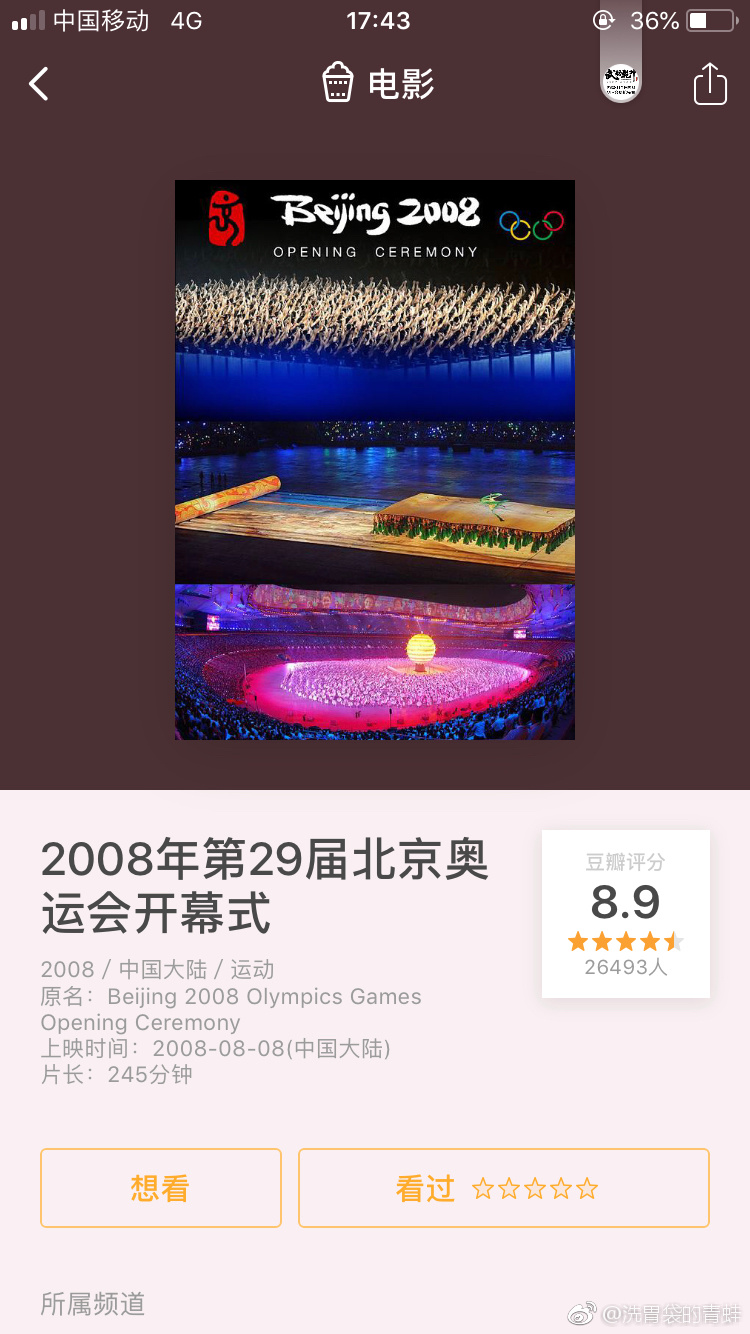 中国移动 4G 17:43 36%
电影
Beijing 2008
OPENING CEREMONY
2008年第29届北京奥
运会开幕式
豆瓣评分
8.9
26493人
2008 / 中国大陆 / 运动
原名：Beijing 2008 Olympics Games
Opening Ceremony
上映时间：2008-08-08(中国大陆)
片长：245分钟
想看
看过
所属频道
@洗胃袋的青蛙